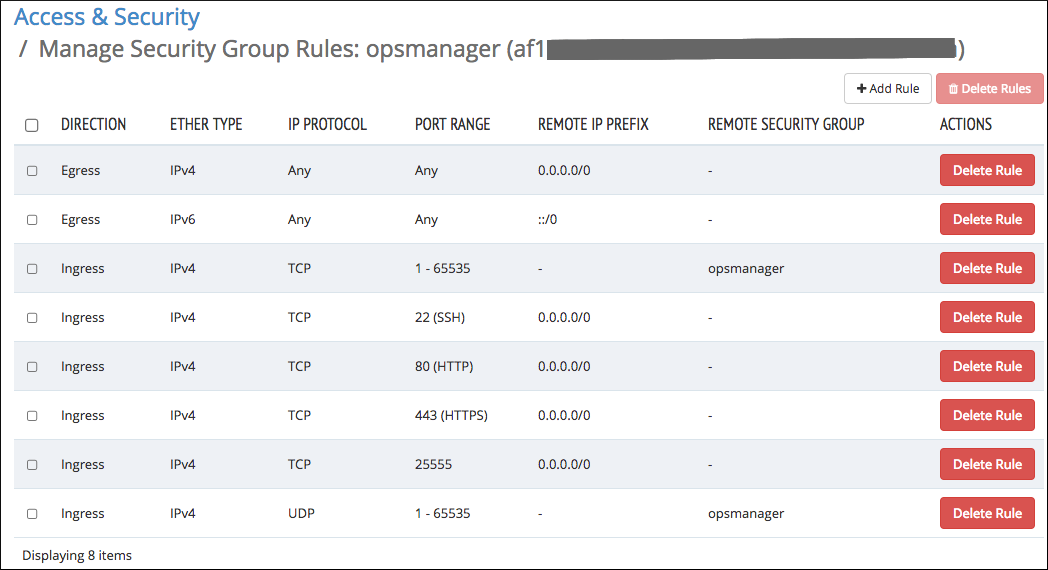 Access & Security
/ Manage Security Group Rules: opsmanager (af1 )
Add Rule Delete Rules
DIRECTION ETHER TYPE IP PROTOCOL PORT RANGE REMOTE IP PREFIX REMOTE SECURITY GROUP ACTIONS
Egress IPv4 Any Any 0.0.0.0/0 - Delete Rule
Egress IPv6 Any Any ::/0 - Delete Rule
Ingress IPv4 TCP 1 - 65535 - opsmanager Delete Rule
Ingress IPv4 TCP 22 (SSH) 0.0.0.0/0 - Delete Rule
Ingress IPv4 TCP 80 (HTTP) 0.0.0.0/0 - Delete Rule
Ingress IPv4 TCP 443 (HTTPS) 0.0.0.0/0 - Delete Rule
Ingress IPv4 TCP 25555 0.0.0.0/0 - Delete Rule
Ingress IPv4 UDP 1 - 65535 - opsmanager Delete Rule
Displaying 8 items